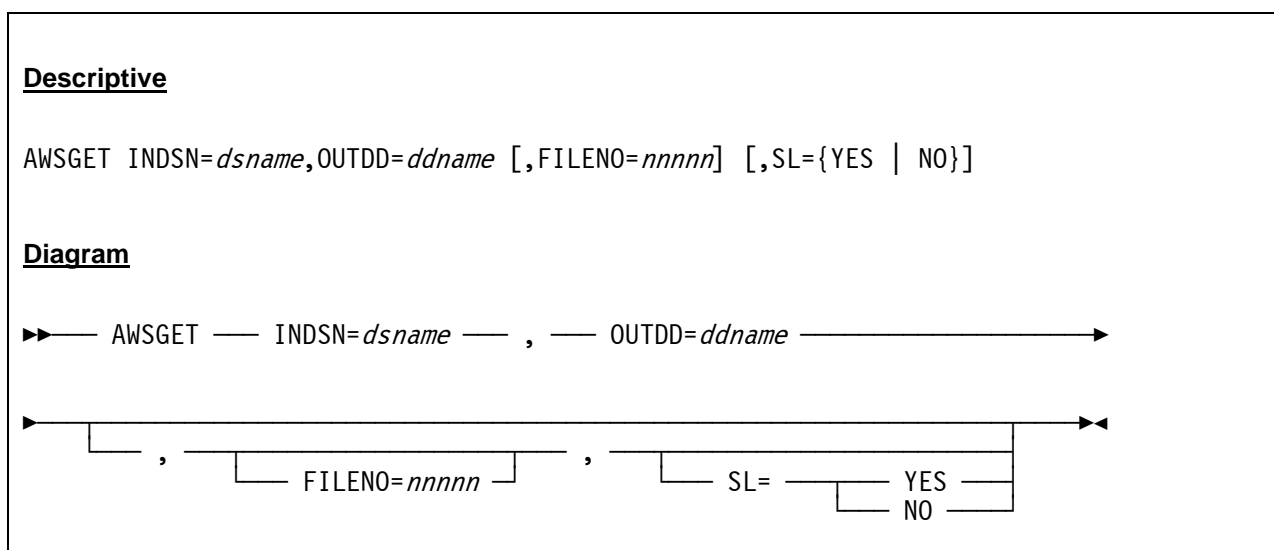 Descriptive
AWSGET INDSN=dsname,OUTDD=ddname [,FILENO=nnnnn] [,SL={YES | NO}]
Diagram
AWSGET INDSN=dsname , OUTDD=ddname
, FILENO=nnnnn , SL= YES
NO